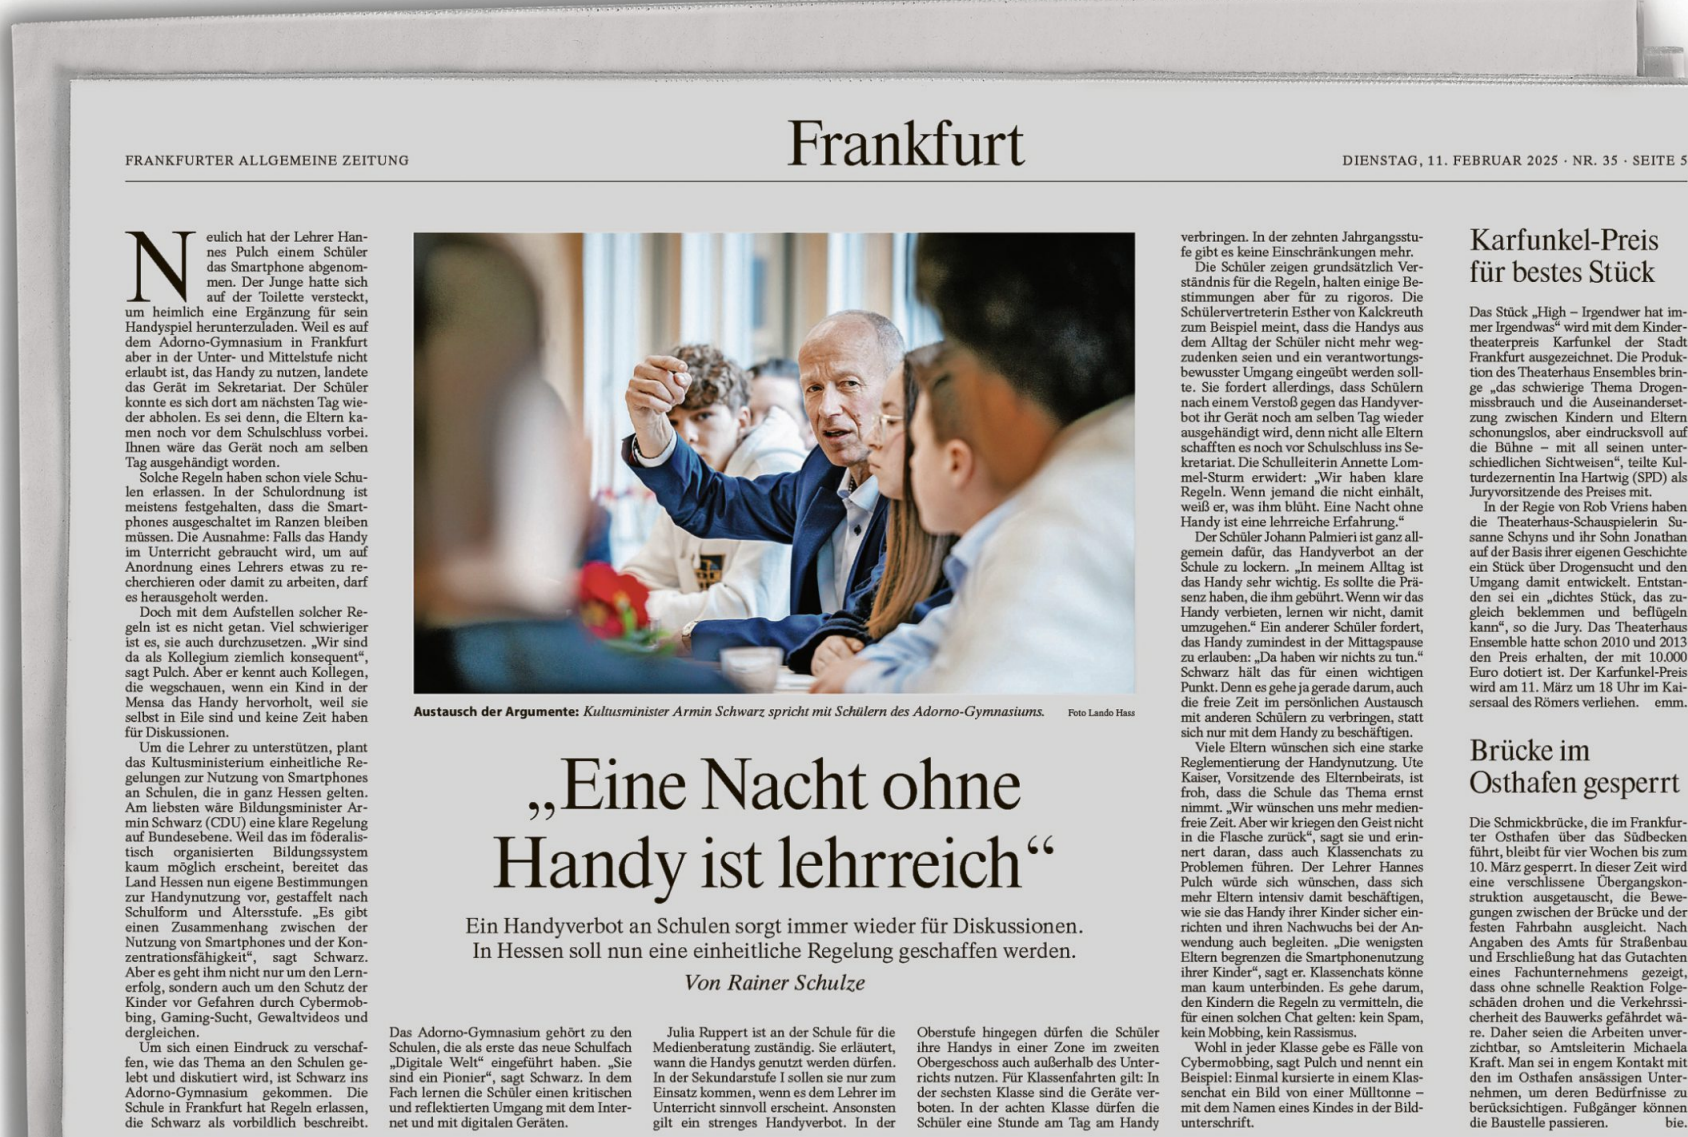 FRANKFURTER ALLGEMEINE ZEITUNG
Frankfurt
DIENSTAG, 11. FEBRUAR 2025 · NR. 35 · SEITE 5
Neulich hat der Lehrer Han-
nes Pulch einem Schüler
das Smartphone abgenom-
men. Der Junge hatte sich
auf der Toilette versteckt,
um heimlich eine Ergänzung für sein
Handyspiel herunterzuladen. Weil es auf
dem Adorno-Gymnasium in Frankfurt
aber in der Unter- und Mittelstufe nicht
erlaubt ist, das Handy zu nutzen, landete
das Gerät im Sekretariat. Der Schüler
konnte es sich dort am nächsten Tag wie-
der abholen. Es sei denn, die Eltern ka-
men noch vor dem Schulschluss vorbei.
Ihnen wäre das Gerät noch am selben
Tag ausgehändigt worden.
Solche Regeln haben schon viele Schu-
len erlassen. In der Schulordnung ist
meistens festgehalten, dass die Smart-
phones ausgeschaltet im Ranzen bleiben
müssen. Die Ausnahme: Falls das Handy
im Unterricht gebraucht wird, um auf
Anordnung eines Lehrers etwas zu re-
cherchieren oder damit zu arbeiten, darf
es herausgeholt werden.
Doch mit dem Aufstellen solcher Re-
geln ist es nicht getan. Viel schwieriger
ist es, sie auch durchzusetzen. „Wir sind
da als Kollegium ziemlich konsequent“,
sagt Pulch. Aber er kennt auch Kollegen,
die wegschauen, wenn ein Kind in der
Mensa das Handy hervorholt, weil sie
selbst in Eile sind und keine Zeit haben
für Diskussionen.
Um die Lehrer zu unterstützen, plant
das Kultusministerium einheitliche Re-
gelungen zur Nutzung von Smartphones
an Schulen, die in ganz Hessen gelten.
Am liebsten wäre Bildungsminister Ar-
min Schwarz (CDU) eine klare Regelung
auf Bundesebene. Weil das im föderalis-
tisch organisierten Bildungssystem
kaum möglich erscheint, bereitet das
Land Hessen nun eigene Bestimmungen
zur Handynutzung vor, gestaffelt nach
Schulform und Altersstufe. „Es gibt
einen Zusammenhang zwischen der
Nutzung von Smartphones und der Kon-
zentrationsfähigkeit“, sagt Schwarz.
Aber es geht ihm nicht nur um den Lern-
erfolg, sondern auch um den Schutz der
Kinder vor Gefahren durch Cybermob-
bing, Gaming-Sucht, Gewaltvideos und
dergleichen.
Um sich einen Eindruck zu verschaf-
fen, wie das Thema an den Schulen ge-
lebt und diskutiert wird, ist Schwarz ins
Adorno-Gymnasium gekommen. Die
Schule in Frankfurt hat Regeln erlassen,
die Schwarz als vorbildlich beschreibt.
Austausch der Argumente: Kultusminister Armin Schwarz spricht mit Schülern des Adorno-Gymnasiums. Foto Lando Hass
„Eine Nacht ohne
Handy ist lehrreich“
Ein Handyverbot an Schulen sorgt immer wieder für Diskussionen.
In Hessen soll nun eine einheitliche Regelung geschaffen werden.
Von Rainer Schulze
Das Adorno-Gymnasium gehört zu den
Schulen, die als erste das neue Schulfach
„Digitale Welt“ eingeführt haben. „Sie
sind ein Pionier“, sagt Schwarz. In dem
Fach lernen die Schüler einen kritischen
und reflektierten Umgang mit dem Inter-
net und mit digitalen Geräten.
Julia Ruppert ist an der Schule für die
Medienberatung zuständig. Sie erläutert,
wann die Handys genutzt werden dürfen.
In der Sekundarstufe I sollen sie nur zum
Einsatz kommen, wenn es dem Lehrer im
Unterricht sinnvoll erscheint. Ansonsten
gilt ein strenges Handyverbot. In der
Oberstufe hingegen dürfen die Schüler
ihre Handys in einer Zone im zweiten
Obergeschoss auch außerhalb des Unter-
richts nutzen. Für Klassenfahrten gilt: In
der sechsten Klasse sind die Geräte ver-
boten. In der achten Klasse dürfen die
Schüler eine Stunde am Tag am Handy
verbringen. In der zehnten Jahrgangsstu-
fe gibt es keine Einschränkungen mehr.
Die Schüler zeigen grundsätzlich Ver-
ständnis für die Regeln, halten einige Be-
stimmungen aber für zu rigoros. Die
Schülervertreterin Esther von Kalckreuth
zum Beispiel meint, dass die Handys aus
dem Alltag der Schüler nicht mehr weg-
zudenken seien und ein verantwortungs-
bewusster Umgang eingeübt werden soll-
te. Sie fordert allerdings, dass Schülern
nach einem Verstoß gegen das Handyver-
bot ihr Gerät noch am selben Tag wieder
ausgehändigt wird, denn nicht alle Eltern
schafften es noch vor Schulschluss ins Se-
kretariat. Die Schulleiterin Annette Lom-
mel-Sturm erwidert: „Wir haben klare
Regeln. Wenn jemand die nicht einhält,
weiß er, was ihm blüht. Eine Nacht ohne
Handy ist eine lehrreiche Erfahrung.“
Der Schüler Johann Palmieri ist ganz all-
gemein dafür, das Handyverbot an der
Schule zu lockern. „In meinem Alltag ist
das Handy sehr wichtig. Es sollte die Prä-
senz haben, die ihm gebührt. Wenn wir das
Handy verbieten, lernen wir nicht, damit
umzugehen.“ Ein anderer Schüler fordert,
das Handy zumindest in der Mittagspause
zu erlauben: „Da haben wir nichts zu tun.“
Schwarz hält das für einen wichtigen
Punkt. Denn es gehe ja gerade darum, auch
die freie Zeit im persönlichen Austausch
mit anderen Schülern zu verbringen, statt
sich nur mit dem Handy zu beschäftigen.
Viele Eltern wünschen sich eine starke
Reglementierung der Handynutzung. Ute
Kaiser, Vorsitzende des Elternbeirats, ist
froh, dass die Schule das Thema ernst
nimmt. „Wir wünschen uns mehr medien-
freie Zeit. Aber wir kriegen den Geist nicht
in die Flasche zurück“, sagt sie und erin-
nert daran, dass auch Klassenchats zu
Problemen führen. Der Lehrer Hannes
Pulch würde sich wünschen, dass sich
mehr Eltern intensiv damit beschäftigen,
wie sie das Handy ihrer Kinder sicher ein-
richten und ihren Nachwuchs bei der An-
wendung auch begleiten. „Die wenigsten
Eltern begrenzen die Smartphonenutzung
ihrer Kinder“, sagt er. Klassenchats könne
man kaum unterbinden. Es gehe darum,
den Kindern die Regeln zu vermitteln, die
für einen solchen Chat gelten: kein Spam,
kein Mobbing, kein Rassismus.
Wohl in jeder Klasse gebe es Fälle von
Cybermobbing, sagt Pulch und nennt ein
Beispiel: Einmal kursierte in einem Klas-
senchat ein Bild von einer Mülltonne –
mit dem Namen eines Kindes in der Bild-
unterschrift.
Karfunkel-Preis
für bestes Stück
Das Stück „High – Irgendwer hat im-
mer Irgendwas“ wird mit dem Kinder-
theaterpreis Karfunkel der Stadt
Frankfurt ausgezeichnet. Die Produk-
tion des Theaterhaus Ensembles brin-
ge „das schwierige Thema Drogen-
missbrauch und die Auseinanderset-
zung zwischen Kindern und Eltern
schonungslos, aber eindrucksvoll auf
die Bühne – mit all seinen unter-
schiedlichen Sichtweisen“, teilte Kul-
turdezernentin Ina Hartwig (SPD) als
Juryvorsitzende des Preises mit.
In der Regie von Rob Vriens haben
die Theaterhaus-Schauspielerin Su-
sanne Schyns und ihr Sohn Jonathan
auf der Basis ihrer eigenen Geschichte
ein Stück über Drogensucht und den
Umgang damit entwickelt. Entstan-
den sei ein „dichtes Stück, das zu-
gleich beklemmen und beflügeln
kann“, so die Jury. Das Theaterhaus
Ensemble hatte schon 2010 und 2013
den Preis erhalten, der mit 10.000
Euro dotiert ist. Der Karfunkel-Preis
wird am 11. März um 18 Uhr im Kai-
sersaal des Römers verliehen. emm.
Brücke im
Osthafen gesperrt
Die Schmickbrücke, die im Frankfur-
ter Osthafen über das Südbecken
führt, bleibt für vier Wochen bis zum
10. März gesperrt. In dieser Zeit wird
eine verschlissene Übergangskon-
struktion ausgetauscht, die Bewe-
gungen zwischen der Brücke und der
festen Fahrbahn ausgleicht. Nach
Angaben des Amts für Straßenbau
und Erschließung hat das Gutachten
eines Fachunternehmens gezeigt,
dass ohne schnelle Reaktion Folge-
schäden drohen und die Verkehrssi-
cherheit des Bauwerks gefährdet wä-
re. Daher seien die Arbeiten unver-
zichtbar, so Amtsleiterin Michaela
Kraft. Man sei in engem Kontakt mit
den im Osthafen ansässigen Unter-
nehmen, um deren Bedürfnisse zu
berücksichtigen. Fußgänger können
die Baustelle passieren. bie.